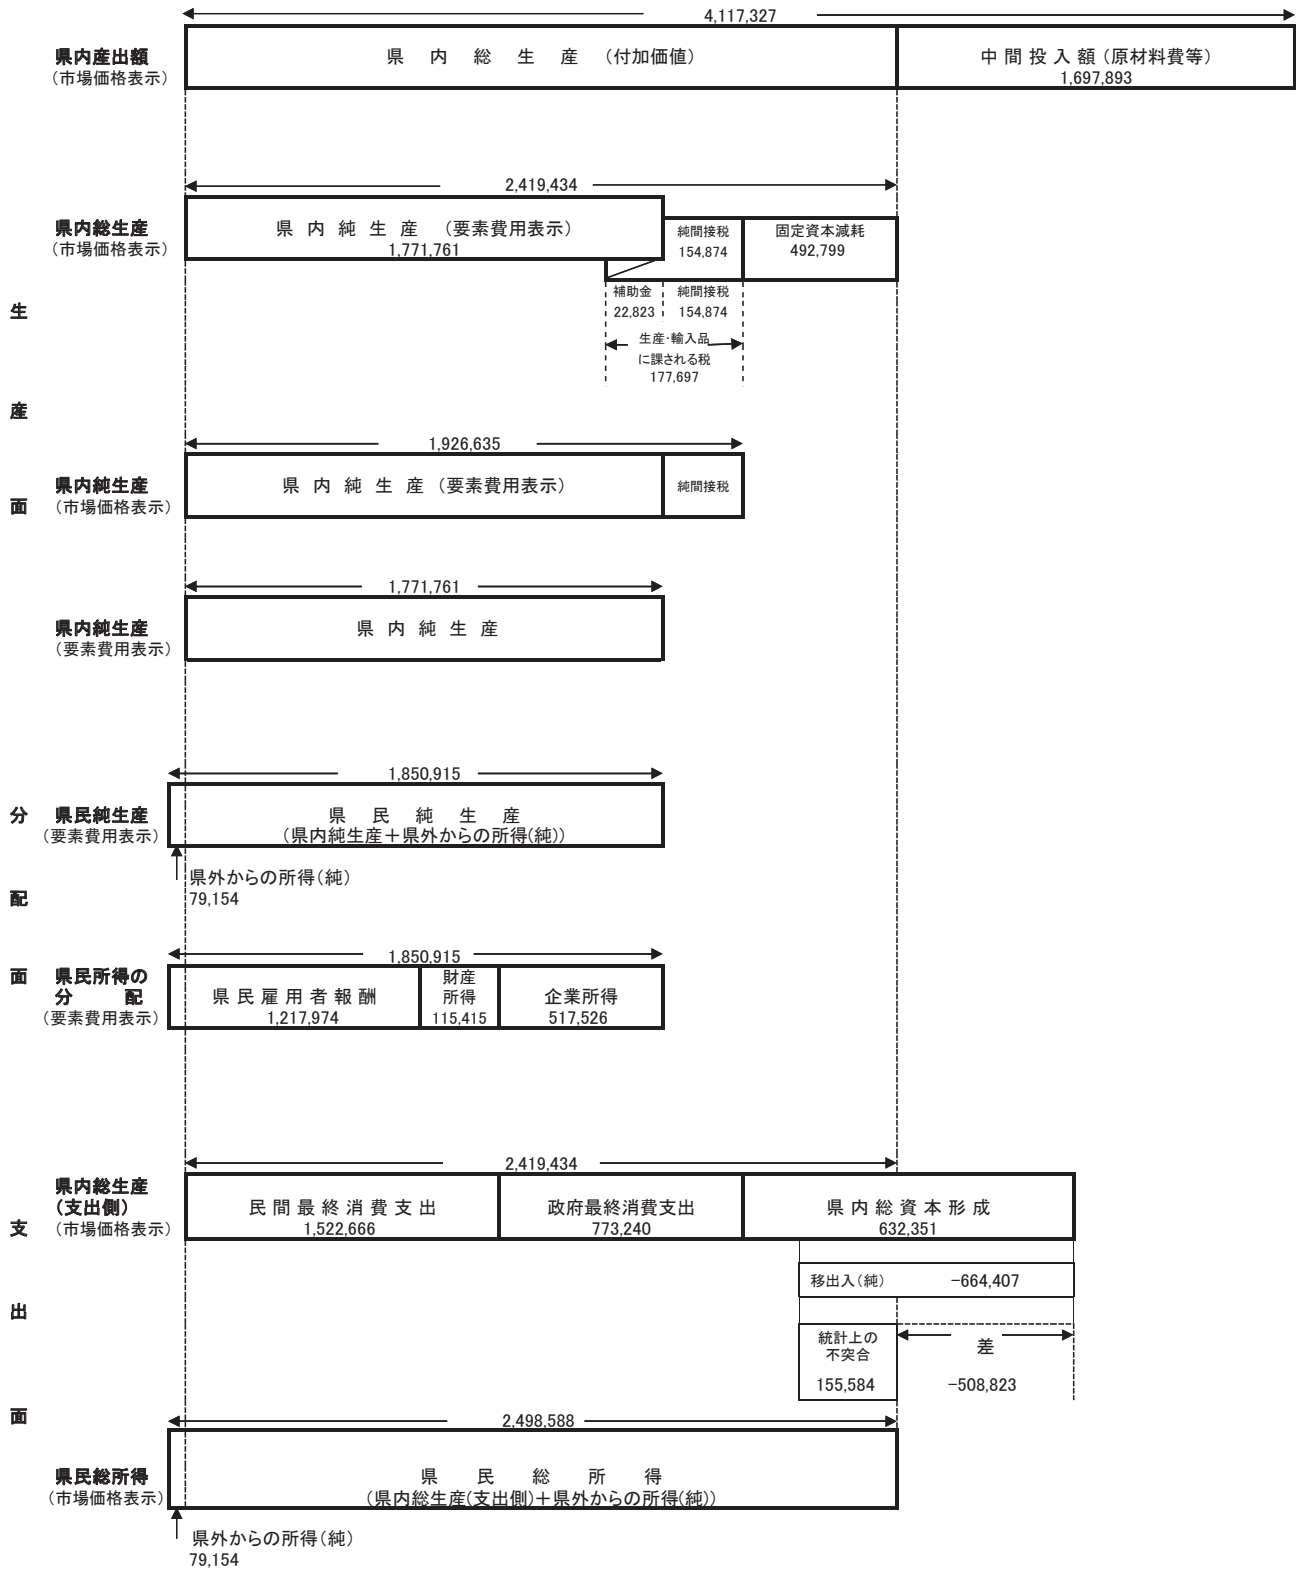 4,117,327
県内産出額
（市場価格表示）
県内総生産（付加価値）
中間投入額（原材料費等）
1,697,893
2,419,434
県内総生産
（市場価格表示）
県内純生産（要素費用表示）
1,771,761
純間接税
154,874
固定資本減耗
492,799
補助金
22,823
純間接税
154,874
生産･輸入品
に課される税
177,697
生
産
面
1,926,635
県内純生産
（市場価格表示）
県内純生産（要素費用表示）
純間接税
1,771,761
県内純生産
（要素費用表示）
県内純生産
分
配
面
1,850,915
県民純生産
（要素費用表示）
県民純生産
（県内純生産＋県外からの所得(純)）
県外からの所得（純）
79,154
1,850,915
県民所得の
分配
（要素費用表示）
県民雇用者報酬
1,217,974
財産
所得
115,415
企業所得
517,526
支
出
面
2,419,434
県内総生産
（支出側）
（市場価格表示）
民間最終消費支出
1,522,666
政府最終消費支出
773,240
県内総資本形成
632,351
移出入（純） −664,407
統計上の
不突合
155,584
差
−508,823
2,498,588
県民総所得
（市場価格表示）
県民総所得
（県内総生産(支出側)＋県外からの所得(純)）
県外からの所得（純）
79,154